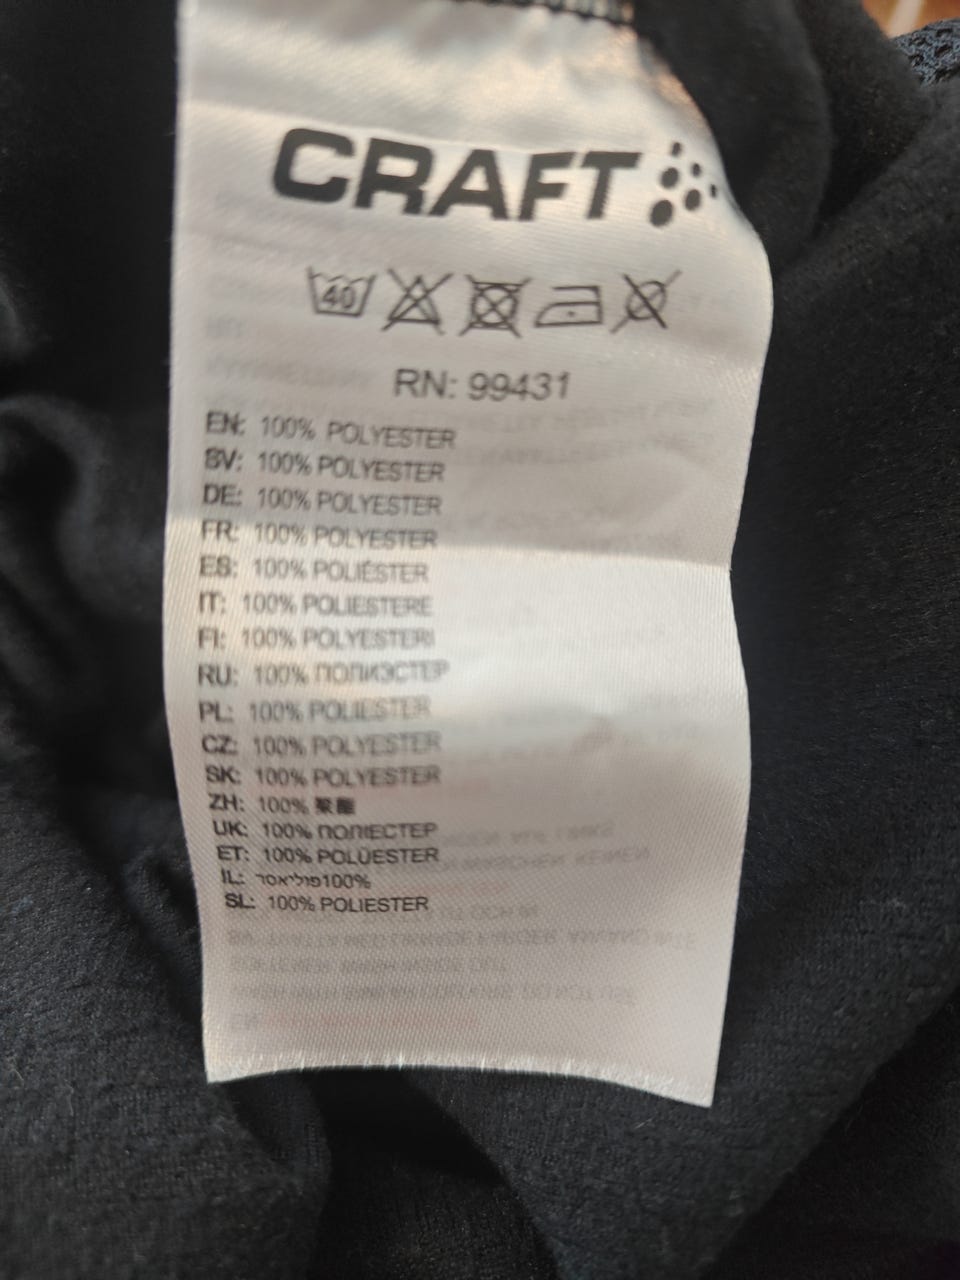 CRAFT
40
RN: 99431
EN: 100% POLYESTER
SV: 100% POLYESTER
DE: 100% POLYESTER
FR: 100% POLYESTER
ES: 100% POLIÉSTER
IT: 100% POLIESTERE
FI: 100% POLYESTERI
RU: 100% ПОЛИЭСТЕР
PL: 100% POLIESTER
CZ: 100% POLYESTER
SK: 100% POLYESTER
ZH: 100% 聚酯
UK: 100% ПОЛІЕСТЕР
ET: 100% POLÜESTER
IL: 100%פוליאסר
SL: 100% POLIESTER